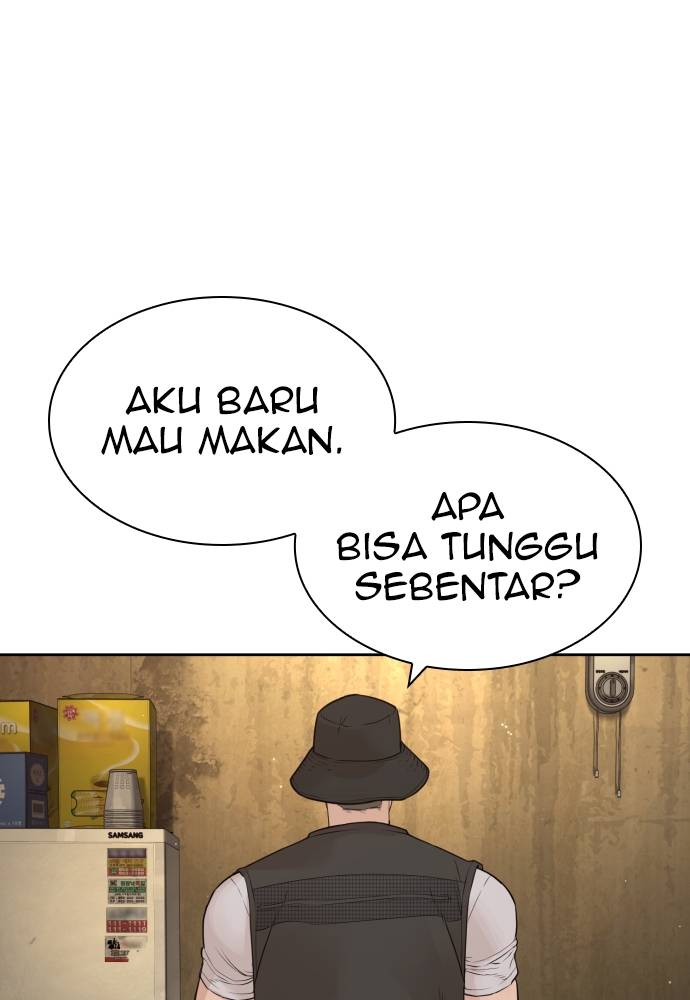 AKU BARU
MAU MAKAN.
APA
BISA TUNGGU
SEBENTAR?
SAMSANG